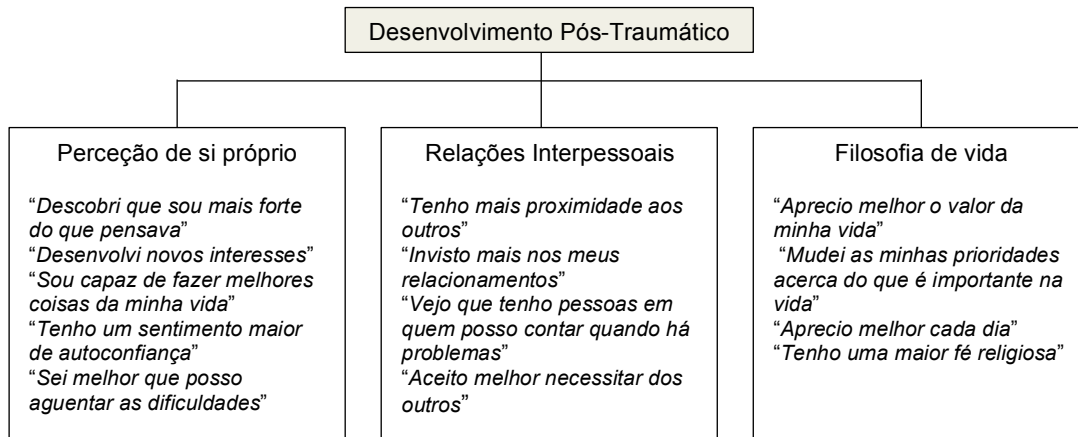 Desenvolvimento Pós-Traumático
Perceção de si próprio
“Descobri que sou mais forte
do que pensava”
“Desenvolvi novos interesses”
“Sou capaz de fazer melhores
coisas da minha vida”
“Tenho um sentimento maior
de autoconfiança”
“Sei melhor que posso
aguentar as dificuldades”
Relações Interpessoais
“Tenho mais proximidade aos
outros”
“Invisto mais nos meus
relacionamentos”
“Vejo que tenho pessoas em
quem posso contar quando há
problemas”
“Aceito melhor necessitar dos
outros”
Filosofia de vida
“Aprecio melhor o valor da
minha vida”
“Mudei as minhas prioridades
acerca do que é importante na
vida”
“Aprecio melhor cada dia”
“Tenho uma maior fé religiosa”